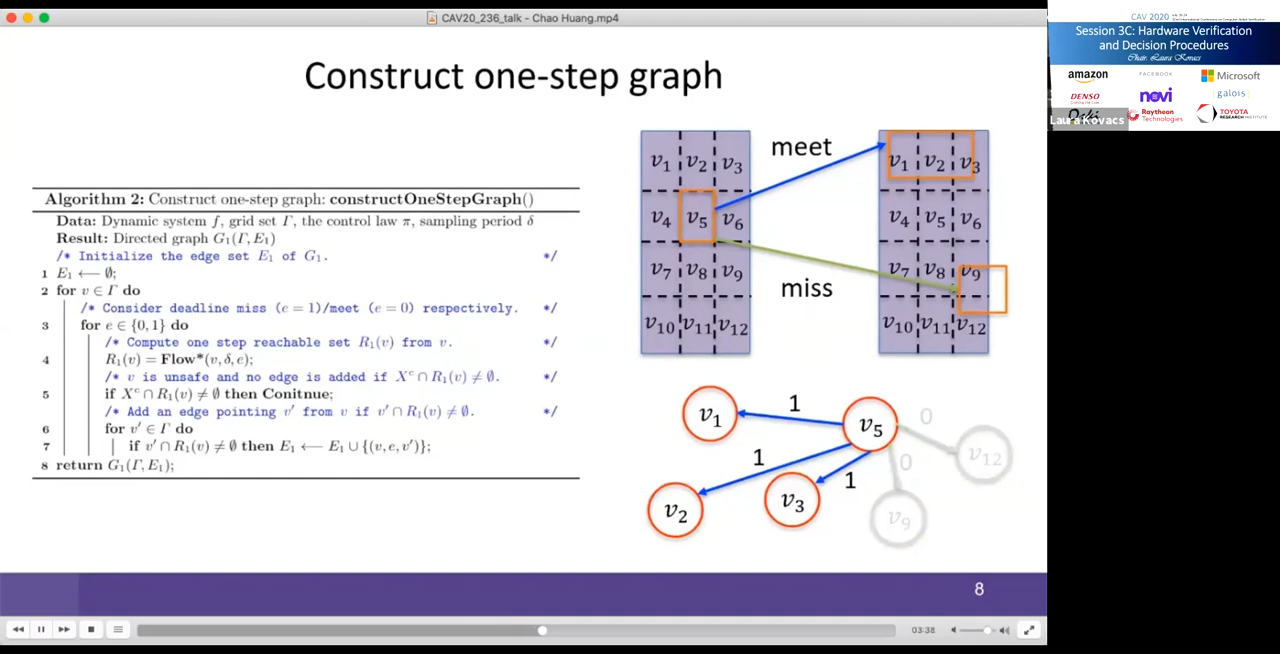 CAV20_236_talk - Chao Huang.mp4
Construct one-step graph
Algorithm 2: Construct one-step graph: constructOneStepGraph()
Data: Dynamic system f, grid set Γ, the control law π, sampling period δ
Result: Directed graph G₁(Γ, E₁)
/* Initialize the edge set E₁ of G₁. */
1 E₁ ⟵ ∅;
2 for v ∈ Γ do
/* Consider deadline miss (e = 1)/meet (e = 0) respectively. */
3 for e ∈ {0, 1} do
/* Compute one step reachable set R₁(v) from v. */
4 R₁(v) = Flow*(v, δ, e);
/* v is unsafe and no edge is added if Xᶜ ∩ R₁(v) ≠ ∅. */
5 if Xᶜ ∩ R₁(v) ≠ ∅ then Conitnue;
/* Add an edge pointing v′ from v if v′ ∩ R₁(v) ≠ ∅. */
6 for v′ ∈ Γ do
7 if v′ ∩ R₁(v) ≠ ∅ then E₁ ⟵ E₁ ∪ {(v, e, v′)};
8 return G₁(Γ, E₁);
v₁ v₂ v₃
v₄ v₅ v₆
v₇ v₈ v₉
v₁₀ v₁₁ v₁₂
meet
miss
v₁ v₂ v₃
v₄ v₅ v₆
v₇ v₈ v₉
v₁₀ v₁₁ v₁₂
v₁
1
v₅
0
v₁₂
1
1
0
v₂
v₃
v₉
8
03:38
CAV 2020
Session 3C: Hardware Verification
and Decision Procedures
Chair: Laura Kovacs
amazon
FACEBOOK
Microsoft
DENSO
novi
galois
Raytheon
Technologies
TOYOTA
RESEARCH INSTITUTE
Laura Kovacs